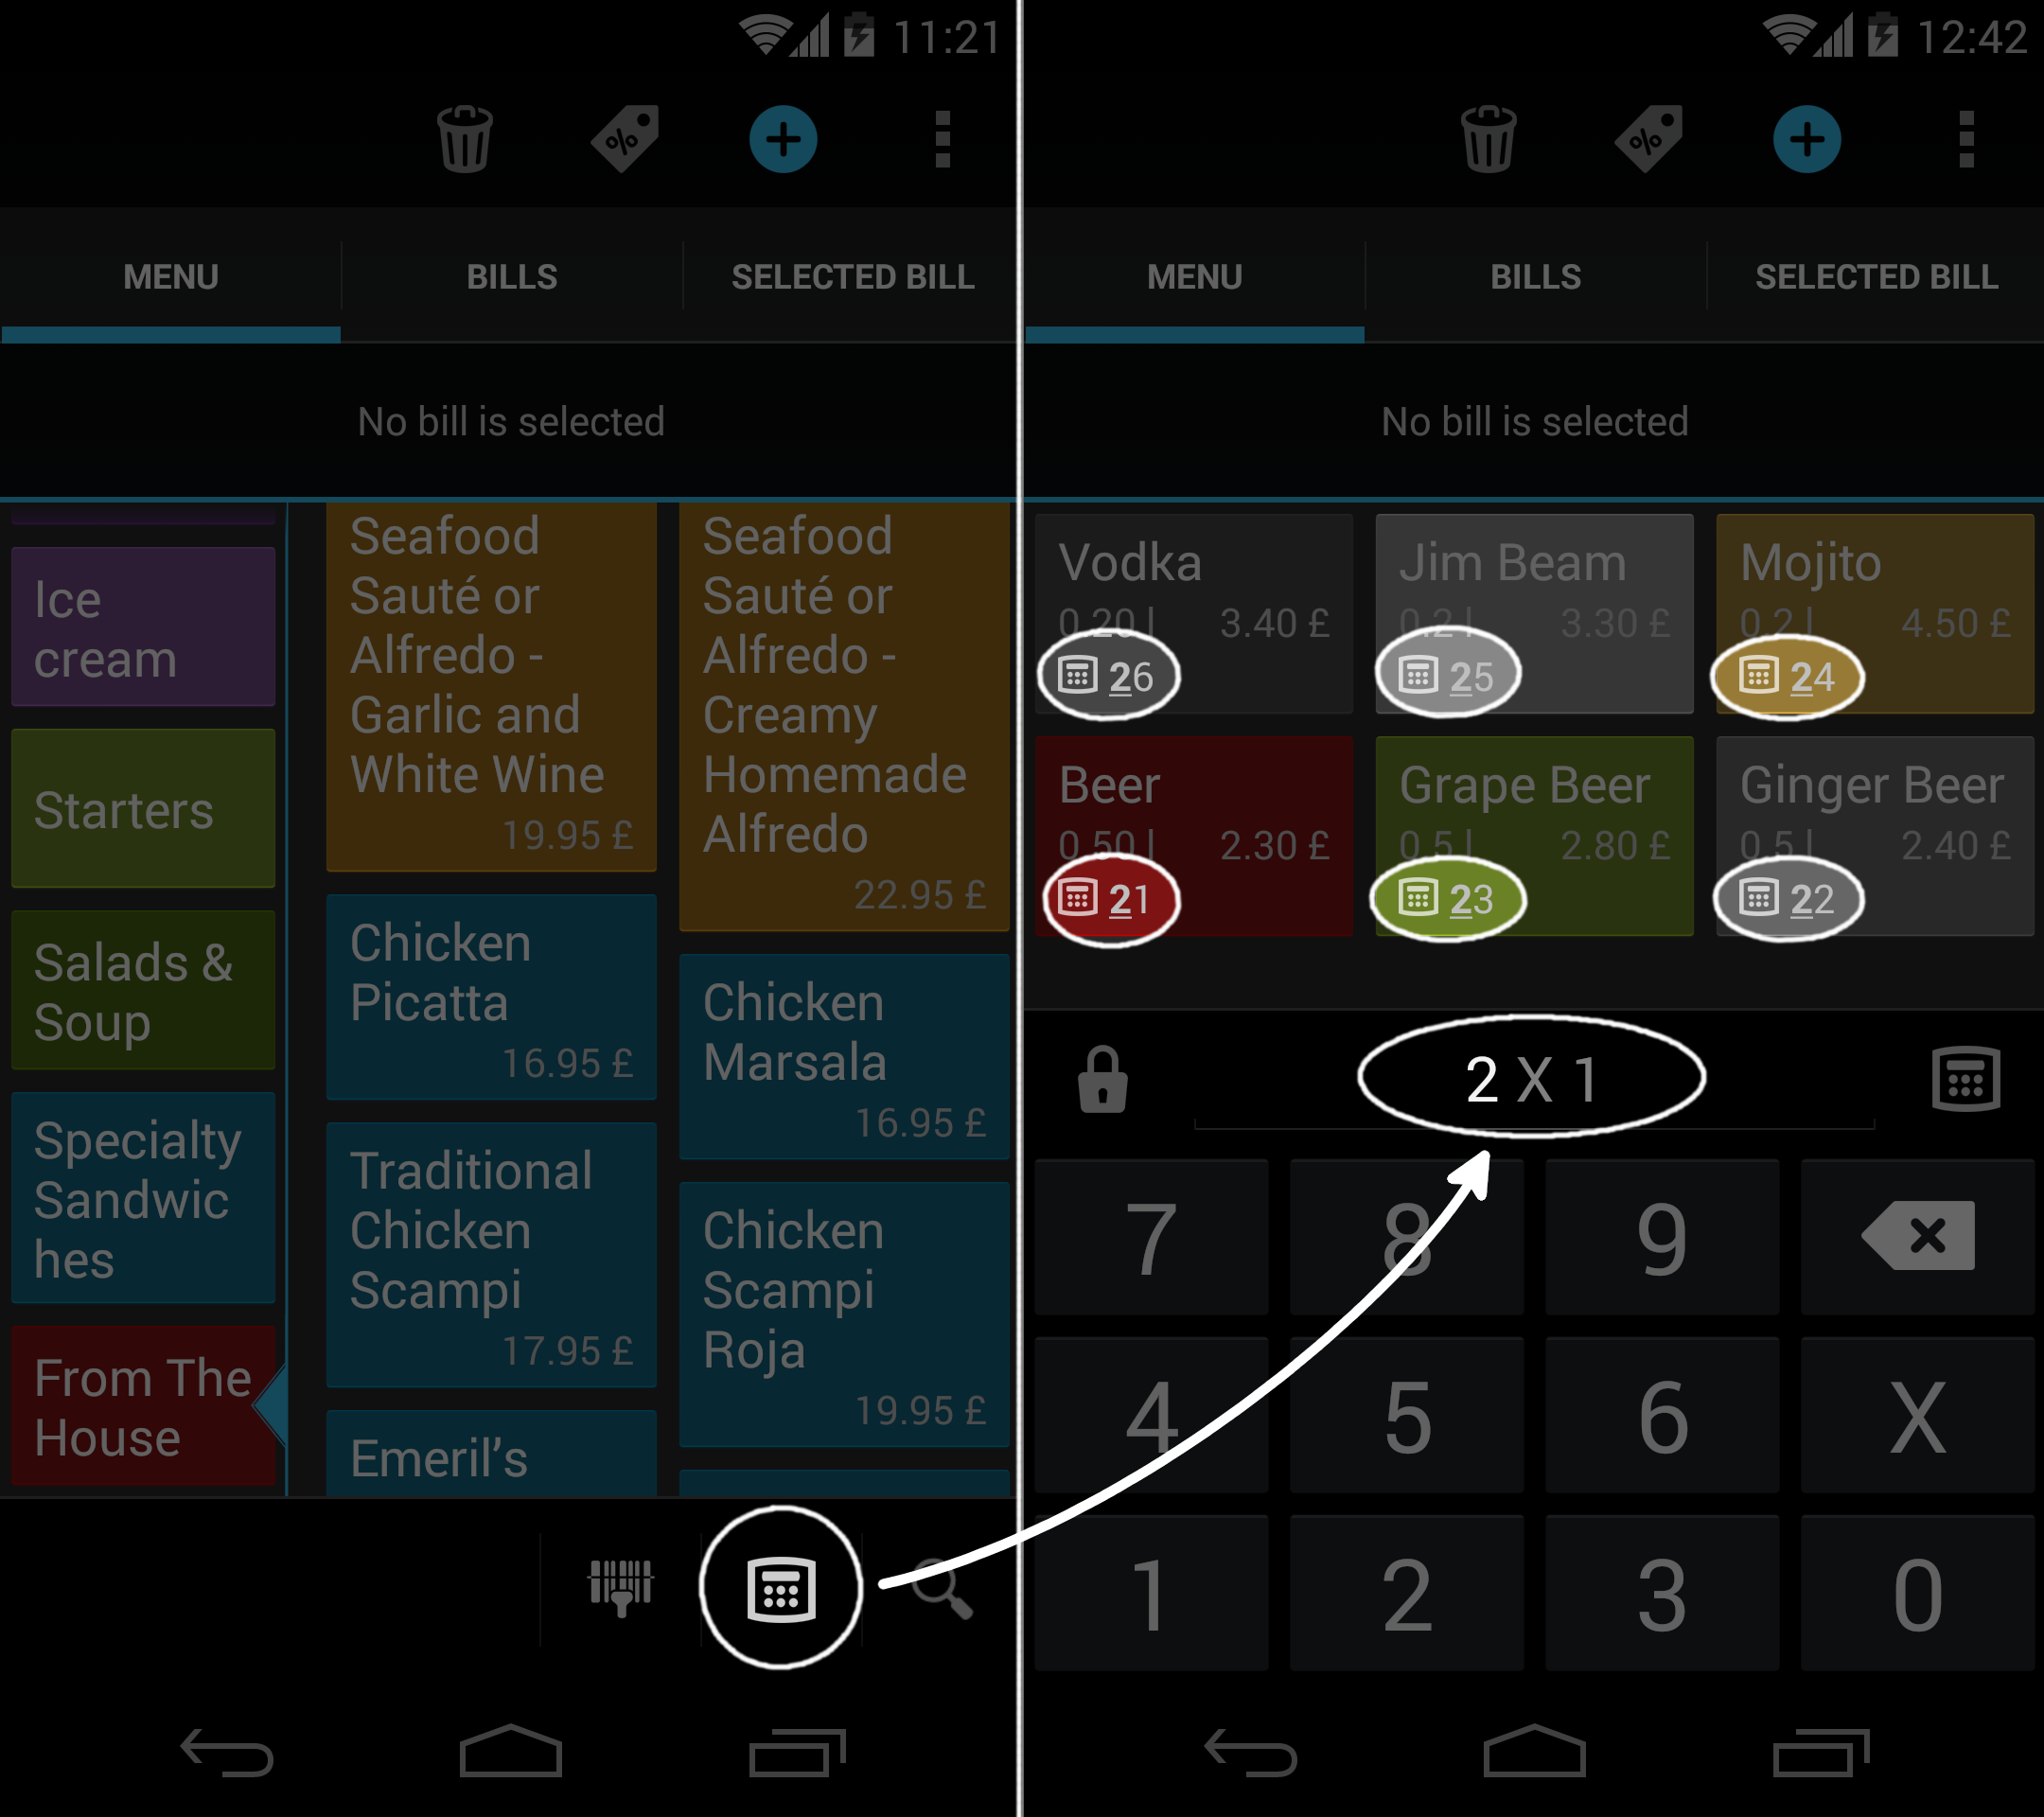 11:21
MENU
BILLS
SELECTED BILL
No bill is selected
Ice
cream
Starters
Salads &
Soup
Specialty
Sandwic
hes
From The
House
Seafood
Sauté or
Alfredo -
Garlic and
White Wine
19.95 £
Chicken
Picatta
16.95 £
Traditional
Chicken
Scampi
17.95 £
Emeril's
Seafood
Sauté or
Alfredo -
Creamy
Homemade
Alfredo
22.95 £
Chicken
Marsala
16.95 £
Chicken
Scampi
Roja
19.95 £
12:42
MENU
BILLS
SELECTED BILL
No bill is selected
Vodka
0.20 l 3.40 £
26
Jim Beam
0.2 l 3.30 £
25
Mojito
0.2 l 4.50 £
24
Beer
0.50 l 2.30 £
21
Grape Beer
0.5 l 2.80 £
23
Ginger Beer
0.5 l 2.40 £
22
2 X 1
7 8 9
4 5 6 X
1 2 3 0